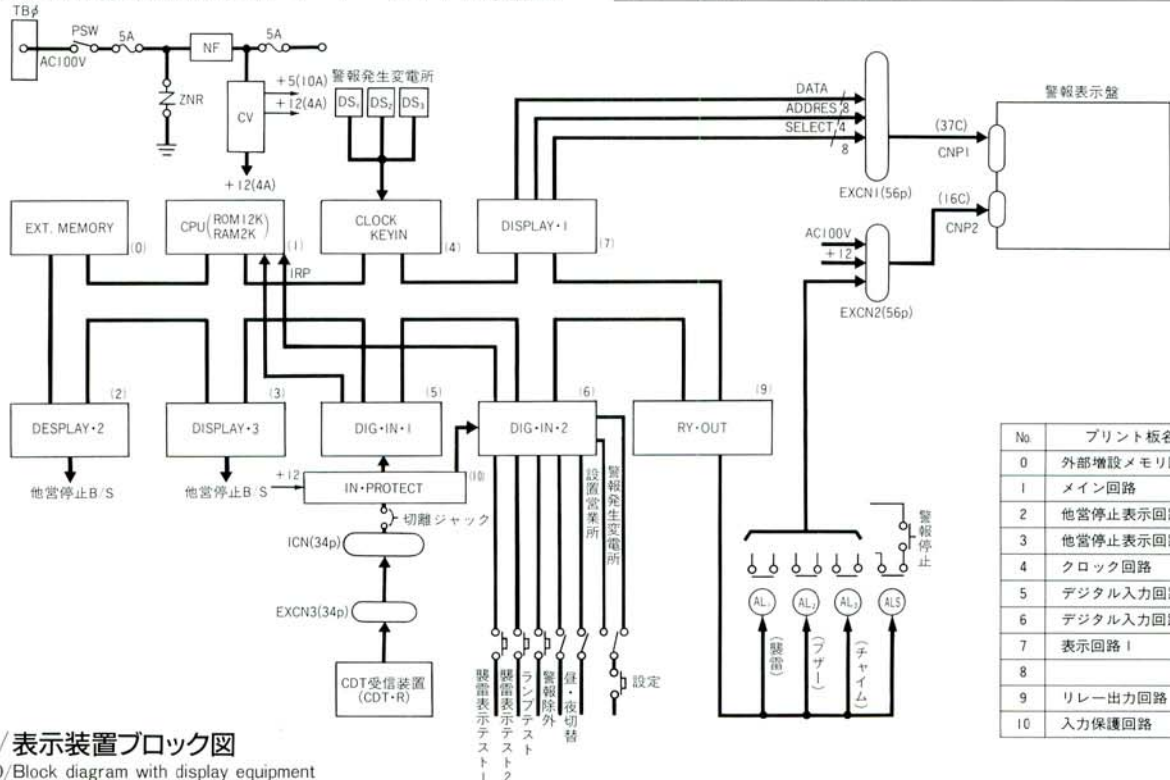 TBφ
PSW
5A
NF
5A
AC100V
ZNR
CV
+5(10A)
+12(4A)
+12(4A)
警報発生変電所
DS₁
DS₂
DS₃
DATA
8
ADDRES
SELECT
4
8
EXCN1(56p)
(37C)
CNP1
警報表示盤
(16C)
CNP2
AC100V
+12
EXCN2(56p)
EXT. MEMORY
(0)
CPU(ROM12K RAM2K)
(1)
IRP
CLOCK
KEYIN
(4)
DISPLAY・1
(7)
(2)
DESPLAY・2
他営停止B/S
(3)
DISPLAY・3
他営停止B/S
(5)
DIG・IN・1
(6)
DIG・IN・2
(9)
RY・OUT
+12
IN・PROTECT
(10)
切離ジャック
ICN(34p)
EXCN3(34p)
CDT受信装置
(CDT・R)
設置営業所
警報発生変電所
襲雷表示テスト1
襲雷表示テスト2
ランプテスト
警報除外
昼・夜切替
設定
警報停止
AL₁
AL₂
AL₃
ALS
(襲雷)
(ブザー)
(チャイム)
No.
プリント板名
0 外部増設メモリ
1 メイン回路
2 他営停止表示回路
3 他営停止表示回路
4 クロック回路
5 デジタル入力回路
6 デジタル入力回路
7 表示回路1
8
9 リレー出力回路
10 入力保護回路
/表示装置ブロック図
/Block diagram with display equipment